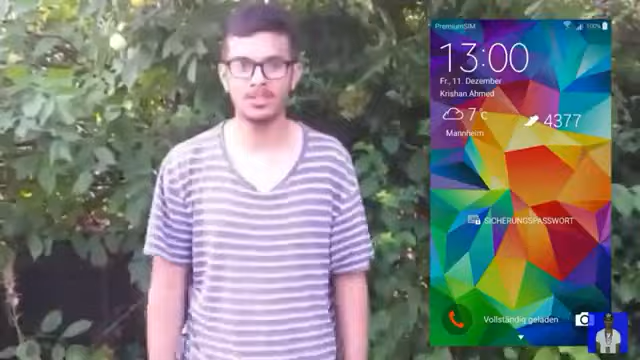 PremiumSIM 100%
13:00
Fr., 11. Dezember
Krishan Ahmed
7°c 4377
Mannheim
SICHERUNGSPASSWORT
Vollständig geladen